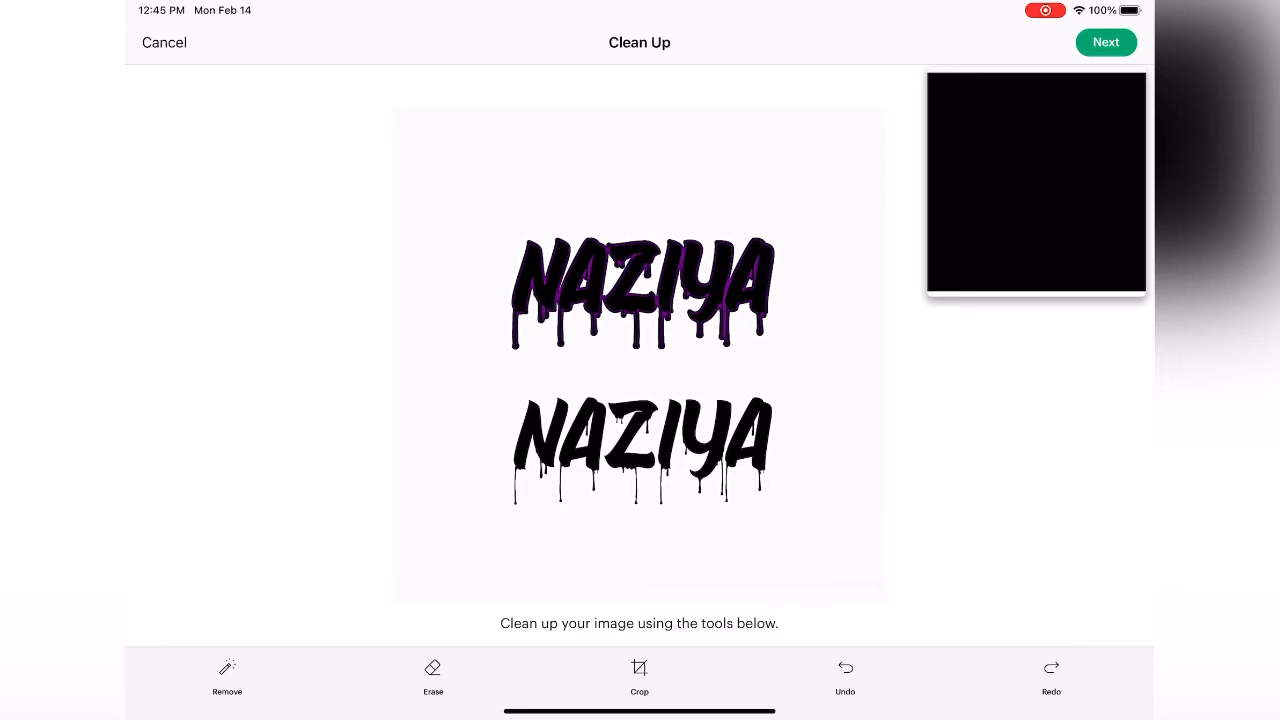 12:45 PM Mon Feb 14
100%
Cancel
Clean Up
Next
NAZIYA
NAZIYA
Clean up your image using the tools below.
Remove
Erase
Crop
Undo
Redo